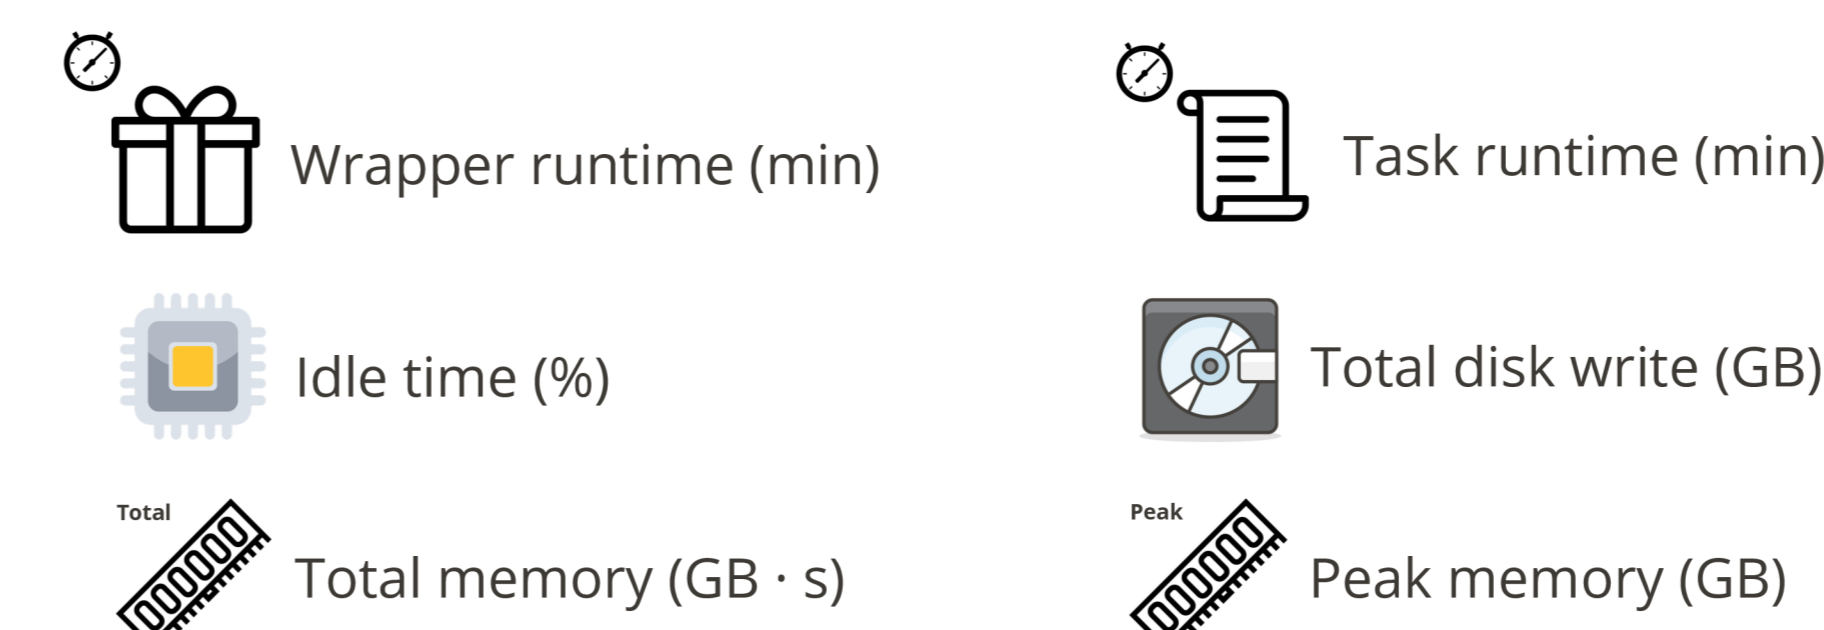 Wrapper runtime (min)
Task runtime (min)
Idle time (%)
Total disk write (GB)
Total
Total memory (GB · s)
Peak
Peak memory (GB)